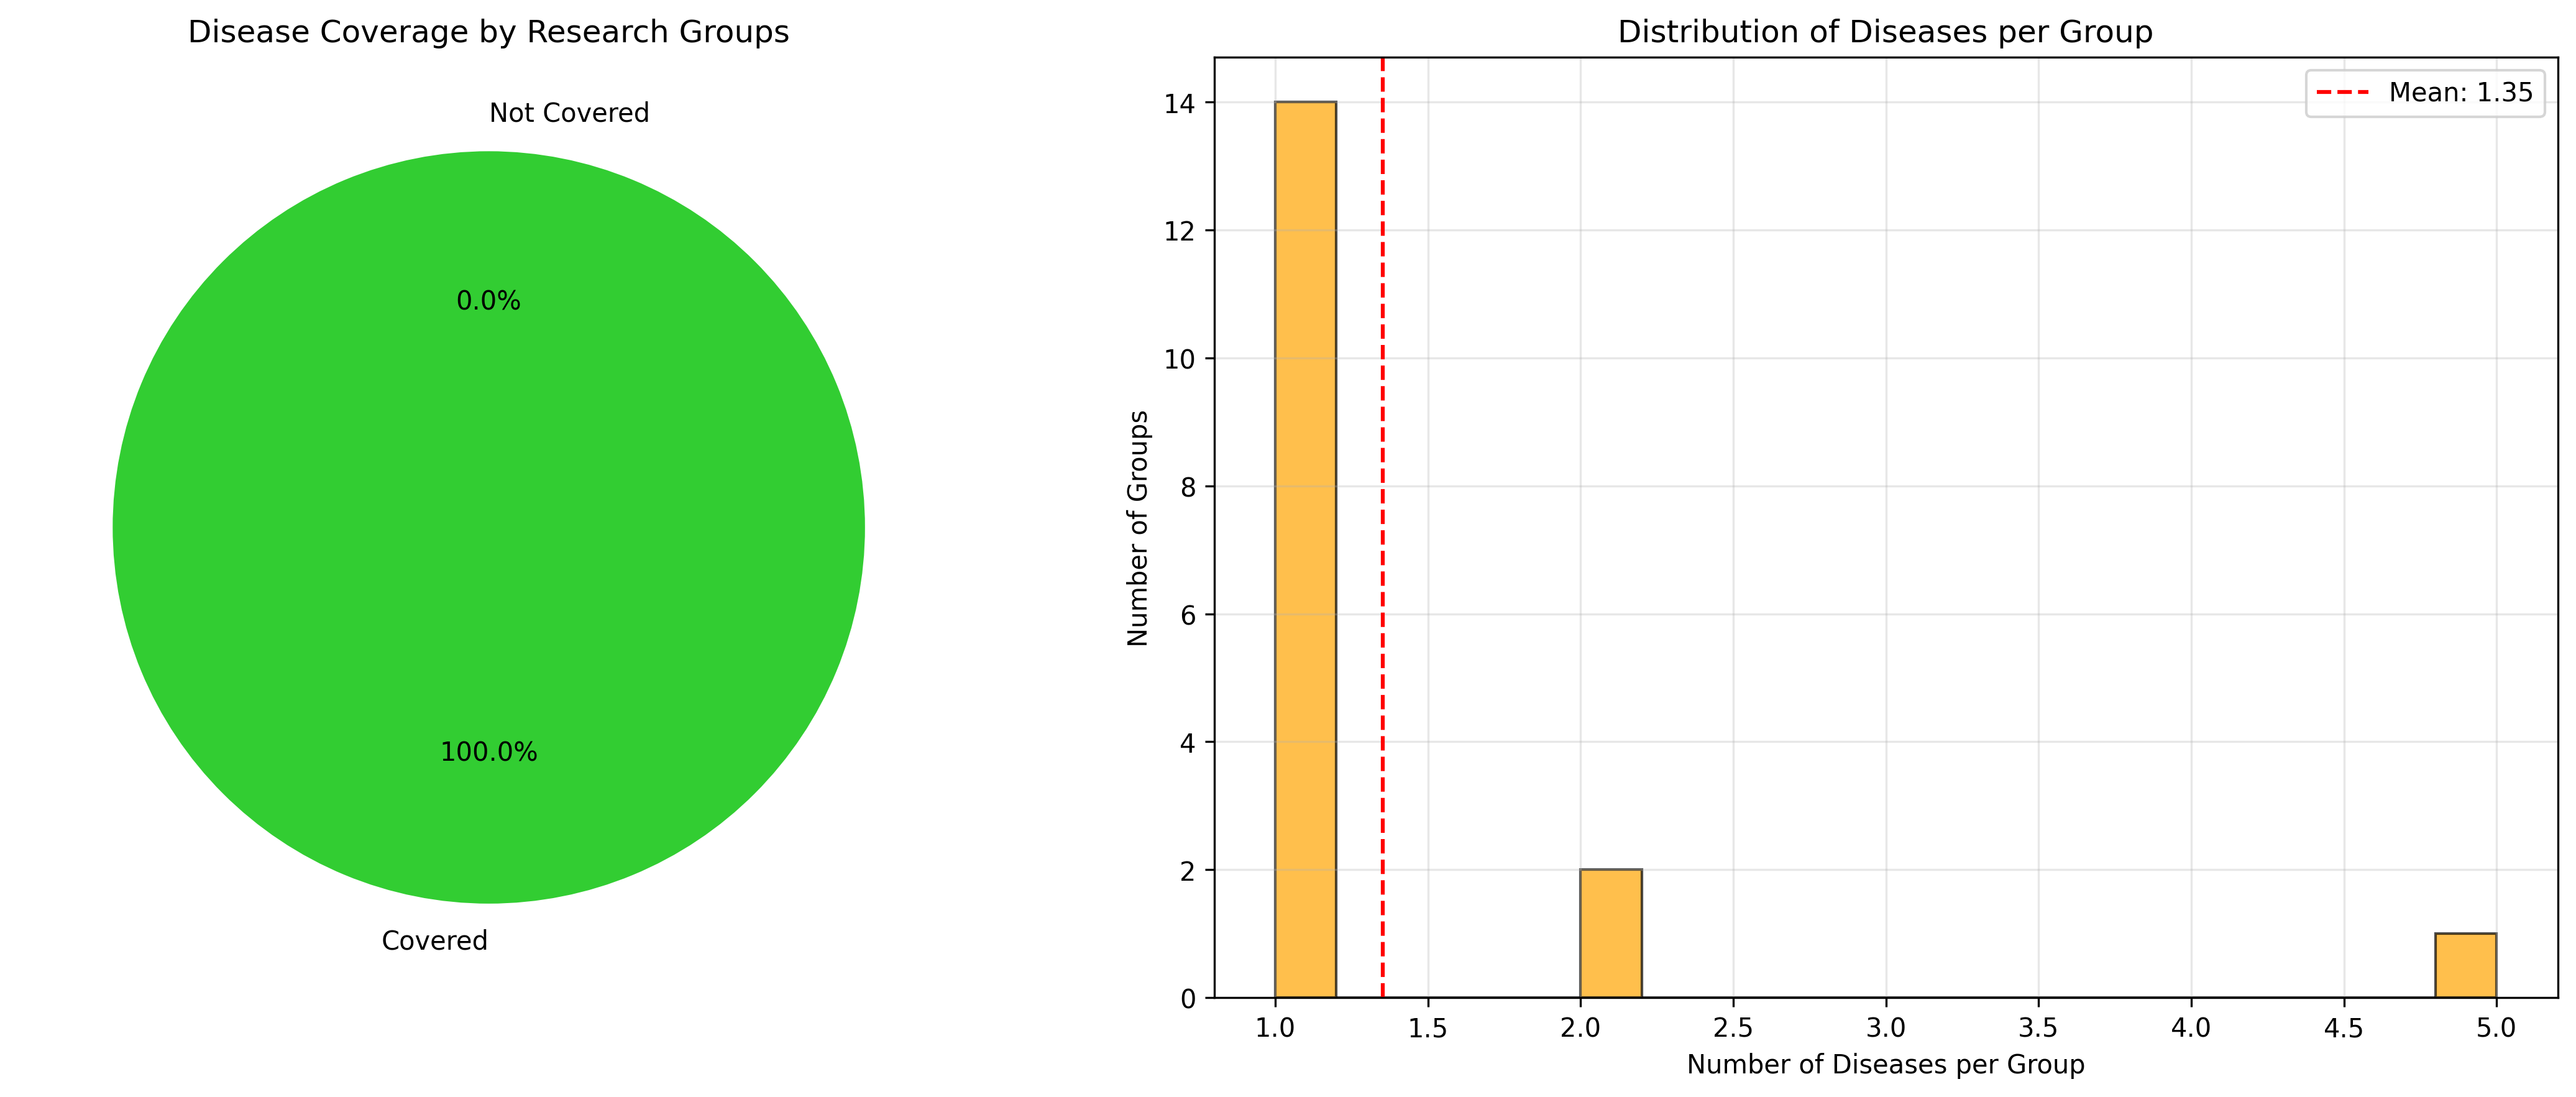 Disease Coverage by Research Groups
Not Covered
0.0%
100.0%
Covered
Distribution of Diseases per Group
Mean: 1.35
Number of Groups
14
12
10
8
6
4
2
0
1.0 1.5 2.0 2.5 3.0 3.5 4.0 4.5 5.0
Number of Diseases per Group